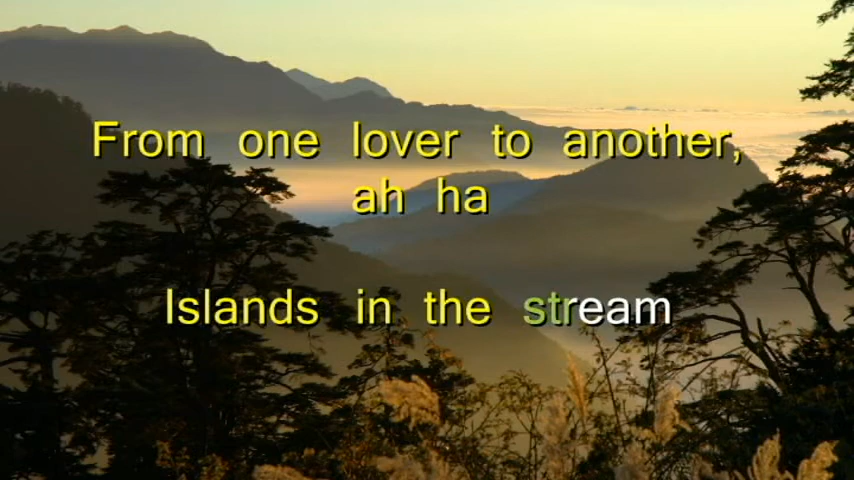 From one lover to another,
ah ha
Islands in the stream